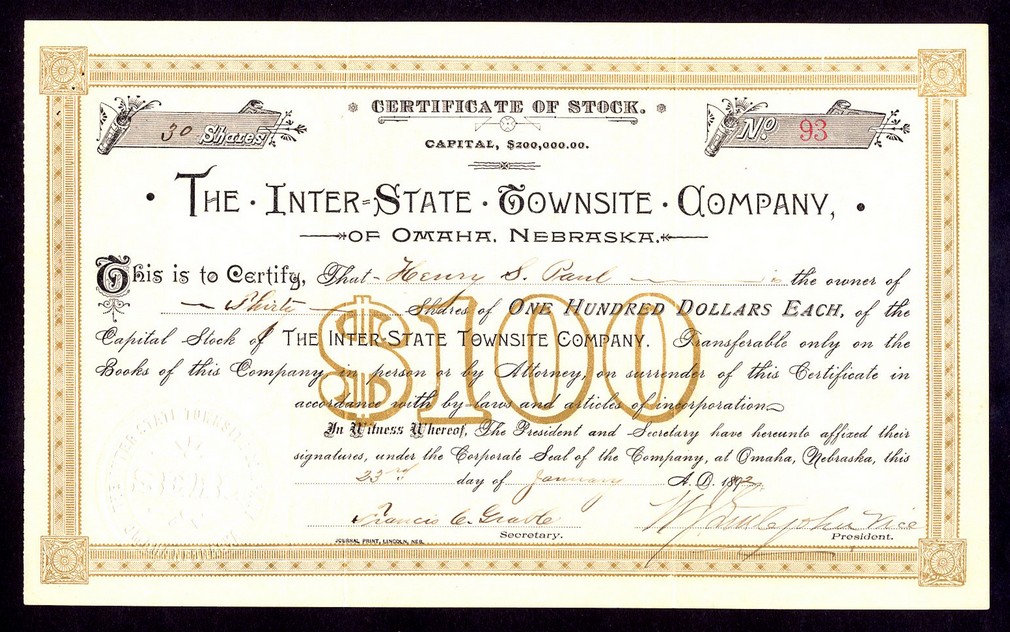 CERTIFICATE OF STOCK.
30 Shares
No 93
CAPITAL, $200,000.00.
THE · INTER-STATE · TOWNSITE · COMPANY,
OF OMAHA, NEBRASKA.
This is to Certify, That Henry S. Paul is the owner of
Thirty Shares of ONE HUNDRED DOLLARS EACH, of the
Capital Stock of THE INTER-STATE TOWNSITE COMPANY. Transferable only on the
Books of this Company in person or by Attorney, on surrender of this Certificate in
accordance with by-laws and articles of incorporation
$100
In Witness Whereof, The President and Secretary have hereunto affixed their
signatures, under the Corporate Seal of the Company, at Omaha, Nebraska, this
23rd day of January A.D. 1892
Francis C. Grable
Vice
Secretary.
President.
JOURNAL PRINT, LINCOLN, NEB.